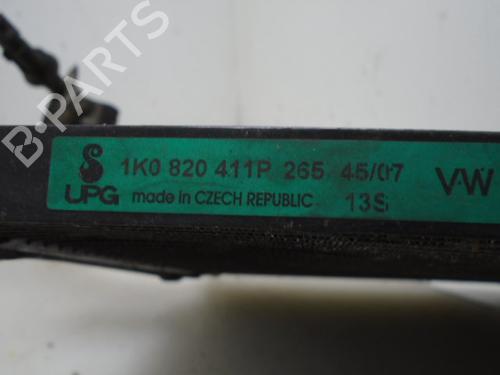 B-PARTS
1K0 820 411P 265 45/07 VW
UPG made in CZECH REPUBLIC 13S